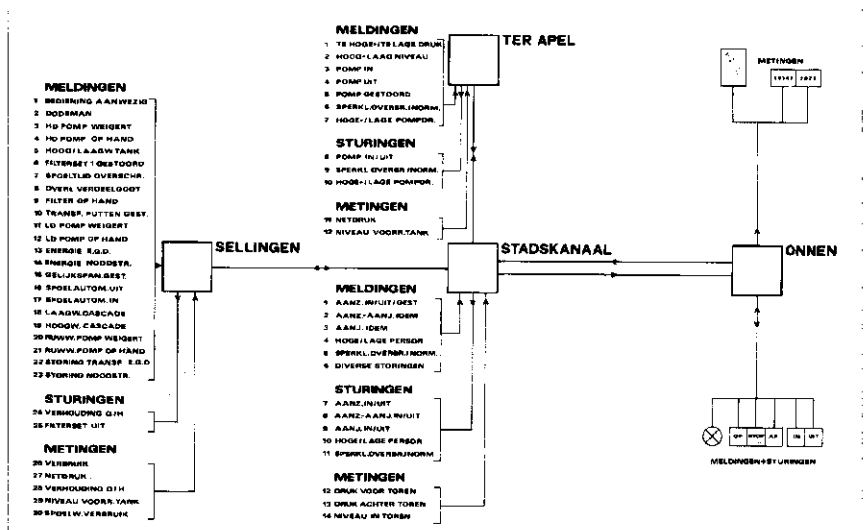 MELDINGEN
1 BEDIENING AANWEZIG
2 DODEMAN
3 HD POMP WEIGERT
4 HD POMP OP HAND
5 HOOG/LAAGW. TANK
6 FILTERSET 1 GESTOORD
7 SPOELTIJD OVERSCHR.
8 OVERL VERDEELGOOT
9 FILTER OP HAND
10 TRANSP. PUTTEN GEST.
11 LD POMP WEIGERT
12 LD POMP OP HAND
13 ENERGIE E.G.D.
14 ENERGIE NOODSTR.
15 GELIJKSPAN. GEST
16 SPOELAUTOM. UIT
17 SPOELAUTOM. IN
18 LAAGW. CASCADE
19 HOOGW. CASCADE
20 RUWW. POMP WEIGERT
21 RUWW. POMP OP HAND
22 STORING TRANSF. E.G.D
23 STORING NOODSTR.
STURINGEN
24 VERHOUDING O/H
25 FILTERSET UIT
METINGEN
26 VERBRUIK
27 NETDRUK
28 VERHOUDING O/H
29 NIVEAU VOORR. TANK
30 SPOELW. VERBRUIK
SELLINGEN
MELDINGEN
1 TE HOGE-/TE LAGE DRUK
2 HOOG-/LAAG NIVEAU
3 POMP IN
4 POMP UIT
5 POMP GESTOORD
6 SPERKL. OVERBR./NORM.
7 HOGE-/LAGE POMPDR.
STURINGEN
8 POMP IN/UIT
9 SPERKL OVERBR./NORM.
10 HOGE-/LAGE POMPDR.
METINGEN
11 NETDRUK
12 NIVEAU VOORR. TANK
TER APEL
STADSKANAAL
MELDINGEN
1 AANZ. IN/UIT/GEST
2 AANZ.-AANJ. IDEM
3 AANJ. IDEM
4 HOGE/LAGE PERSDR
5 SPERKL. OVERBR./NORM.
6 DIVERSE STORINGEN
STURINGEN
7 AANZ. IN/UIT
8 AANZ.-AANJ. IN/UIT
9 AANJ. IN/UIT
10 HOGE/LAGE PERSDR
11 SPERKL. OVERBR./NORM
METINGEN
12 DRUK VOOR TOREN
13 DRUK ACHTER TOREN
14 NIVEAU IN TOREN
METINGEN
ONNEN
OP STOP AF IN UIT
MELDINGEN+STURINGEN